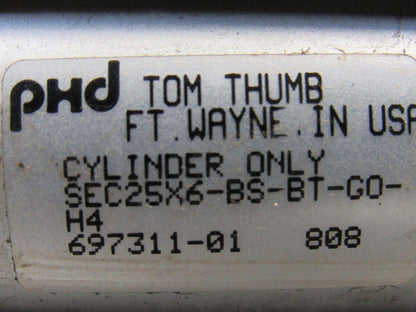 phd TOM THUMB
FT.WAYNE.IN USA
CYLINDER ONLY
SEC25X6-BS-BT-GO-
H4
697311-01 808